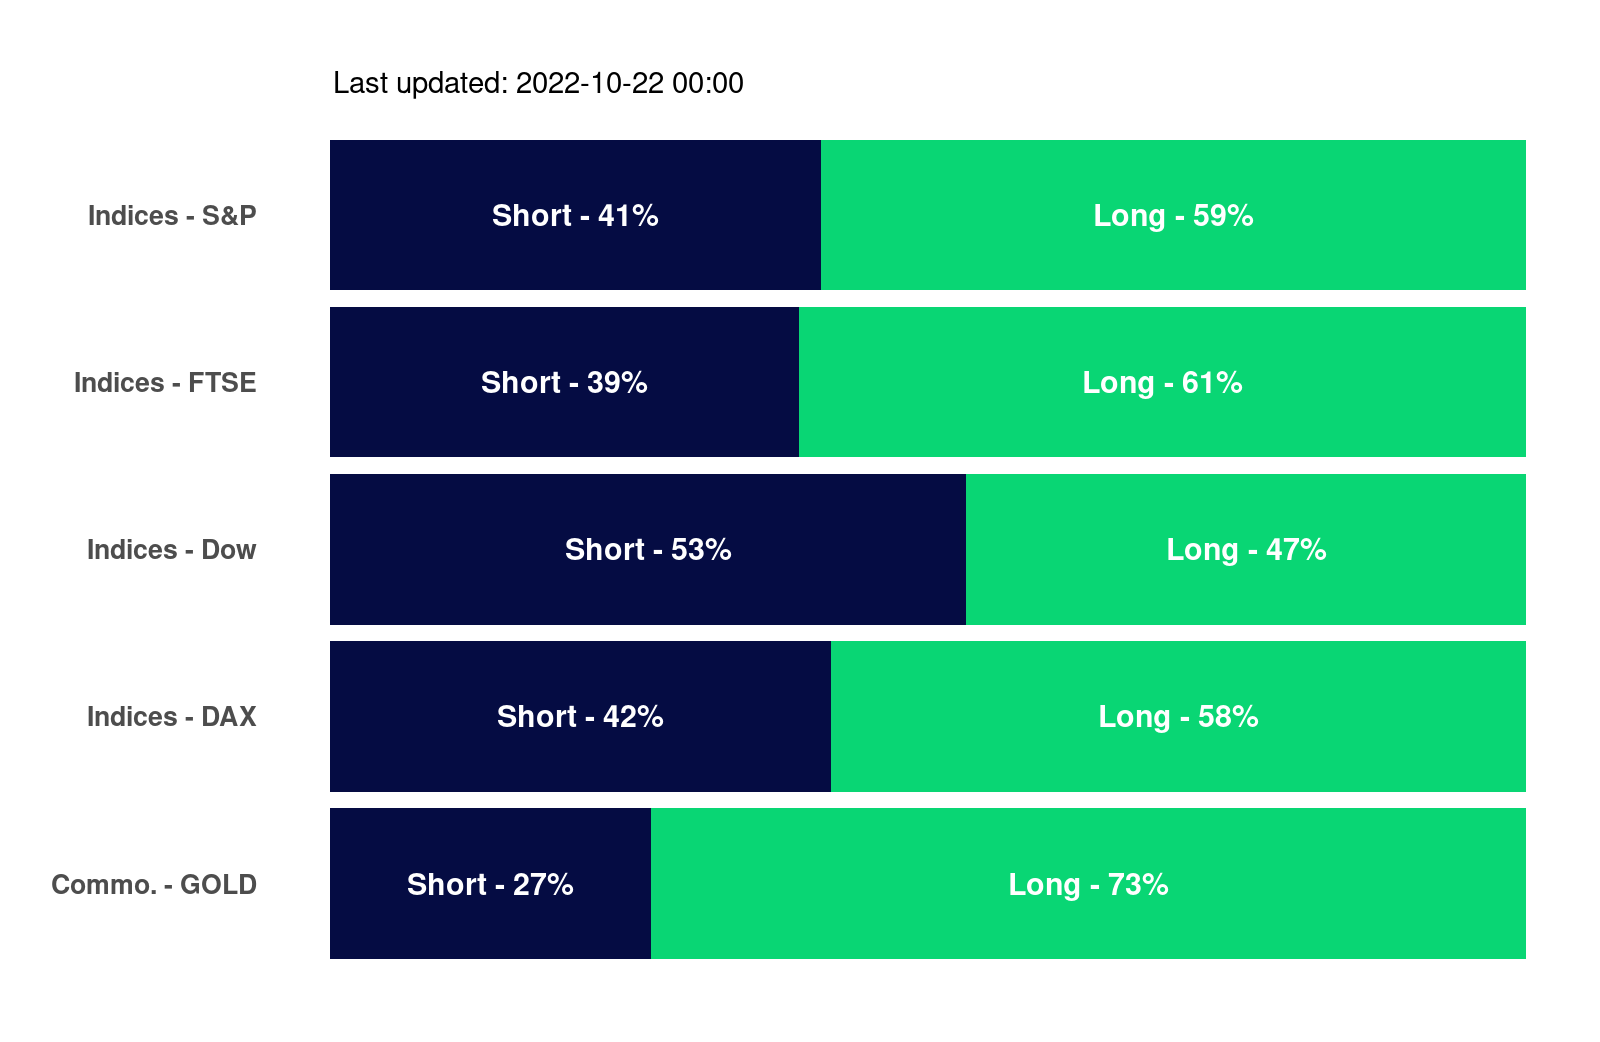 Last updated: 2022-10-22 00:00
Indices - S&P Short - 41% Long - 59%
Indices - FTSE Short - 39% Long - 61%
Indices - Dow Short - 53% Long - 47%
Indices - DAX Short - 42% Long - 58%
Commo. - GOLD Short - 27% Long - 73%